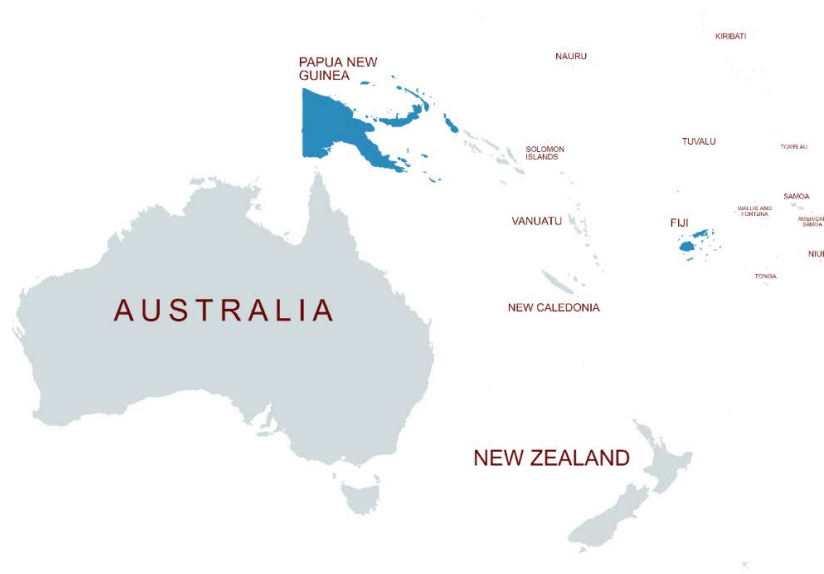 KIRIBATI
NAURU
PAPUA NEW
GUINEA
TUVALU
TOKELAU
SOLOMON
ISLANDS
SAMOA
WALLIS AND
FORTUNA
AMERICAN
SAMOA
VANUATU
FIJI
NIUE
TONGA
AUSTRALIA
NEW CALEDONIA
NEW ZEALAND